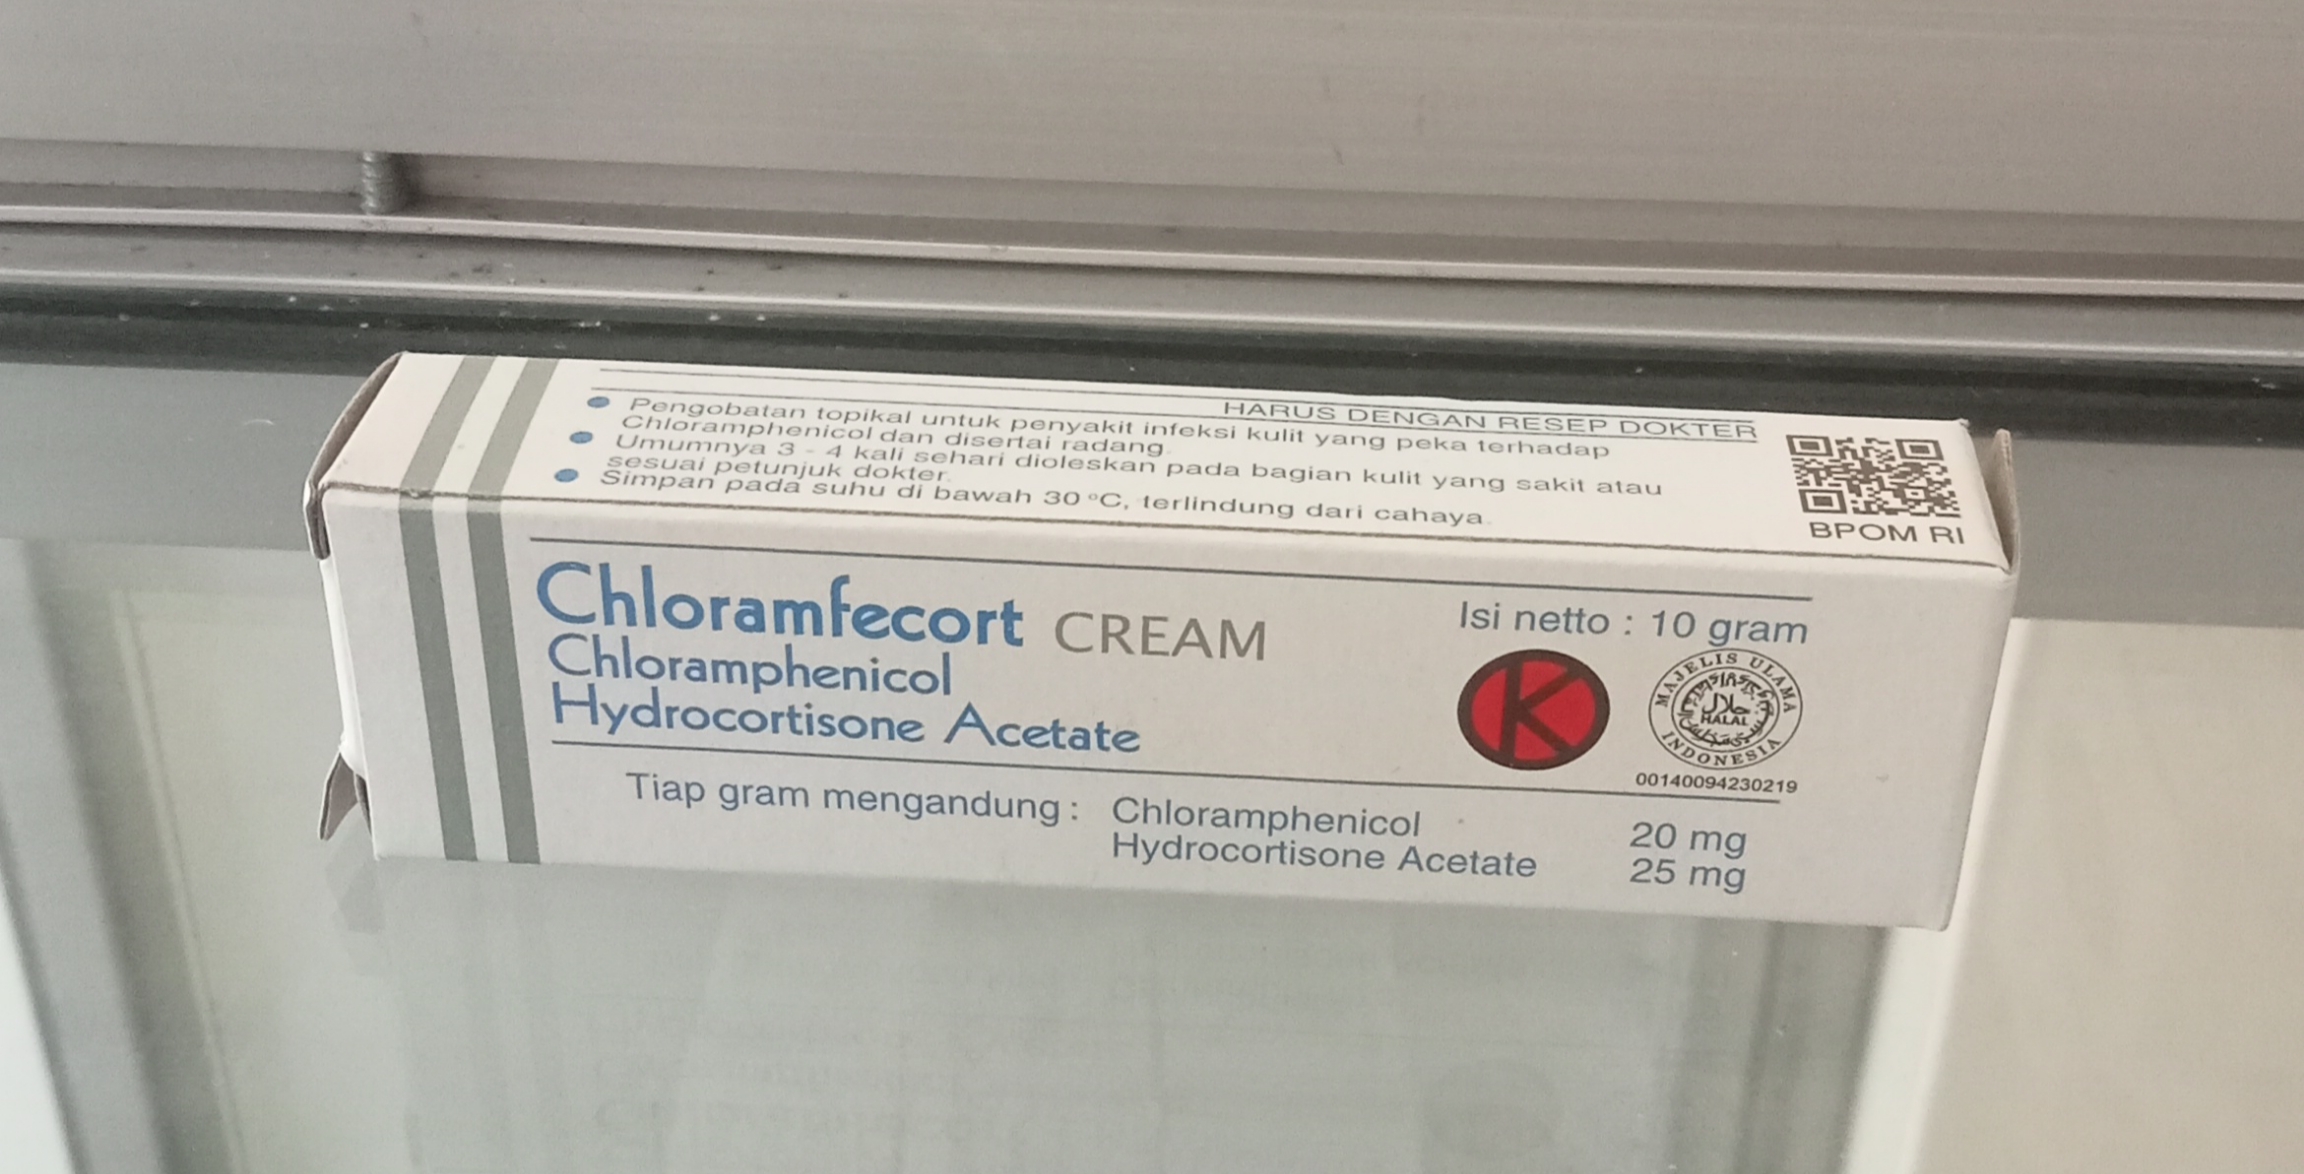 HARUS DENGAN RESEP DOKTER
Pengobatan topikal untuk penyakit infeksi kulit yang peka terhadap
Chloramphenicol dan disertai radang.
Umumnya 3 - 4 kali sehari dioleskan pada bagian kulit yang sakit atau
sesuai petunjuk dokter.
Simpan pada suhu di bawah 30 °C, terlindung dari cahaya.
BPOM RI
Chloramfecort CREAM
Chloramphenicol
Hydrocortisone Acetate
Isi netto : 10 gram
K
MAJELIS ULAMA
حلال
HALAL
INDONESIA
00140094230219
Tiap gram mengandung : Chloramphenicol 20 mg
Hydrocortisone Acetate 25 mg